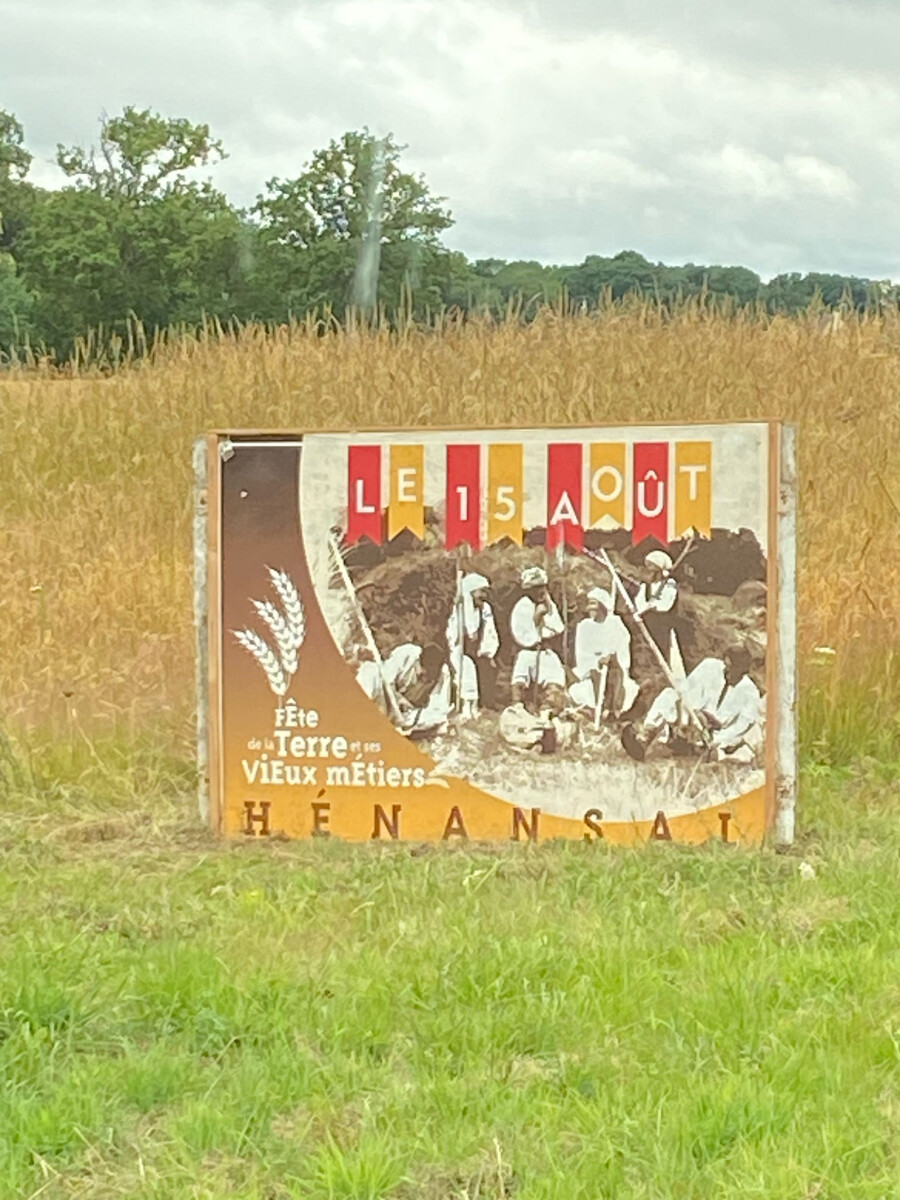 LE 15 AOÛT
FÊte
de la Terre et ses
ViEux mÉtiers
HÉNANSAL